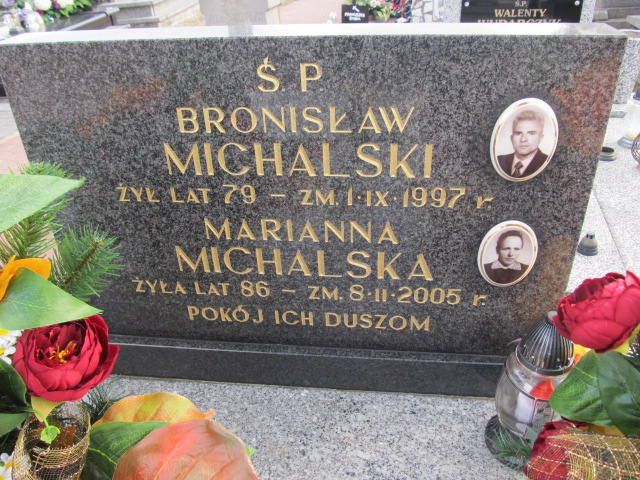 Ś.P.
WALENTY
Ś.P.
BRONISŁAW
MICHALSKI
ŻYŁ LAT 79 – ZM. 1·IX·1997 r.
MARIANNA
MICHALSKA
ŻYŁA LAT 86 – ZM. 8·II·2005 r.
POKÓJ ICH DUSZOM